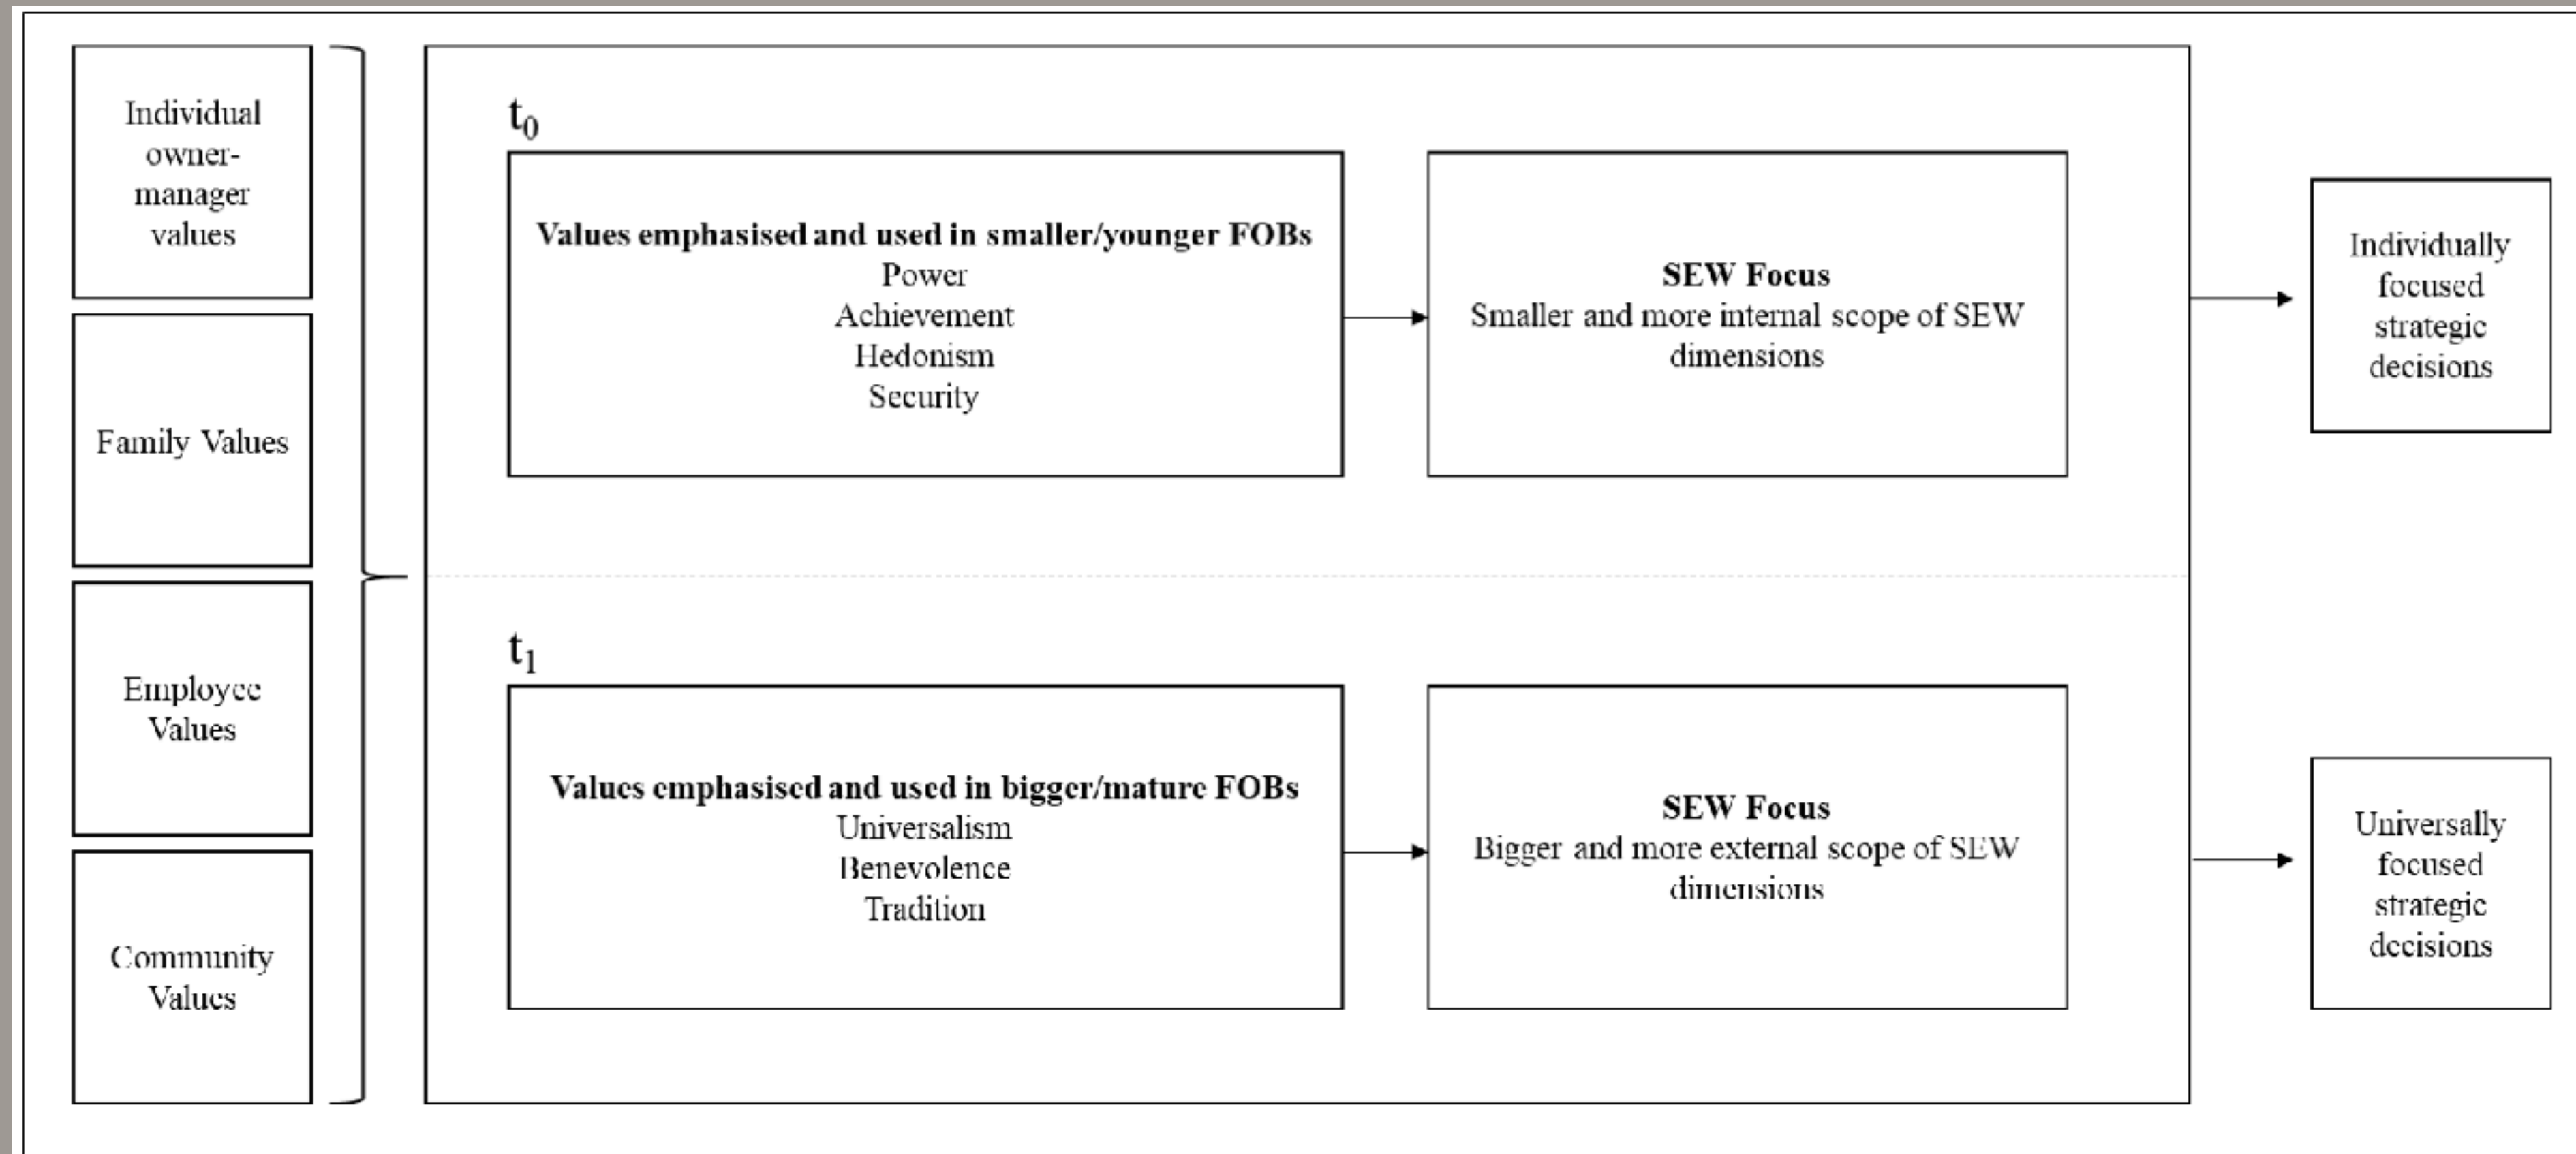 Individual
owner-
manager
values
Family Values
Employee
Values
Community
Values
t0
Values emphasised and used in smaller/younger FOBs
Power
Achievement
Hedonism
Security
SEW Focus
Smaller and more internal scope of SEW
dimensions
Individually
focused
strategic
decisions
t1
Values emphasised and used in bigger/mature FOBs
Universalism
Benevolence
Tradition
SEW Focus
Bigger and more external scope of SEW
dimensions
Universally
focused
strategic
decisions